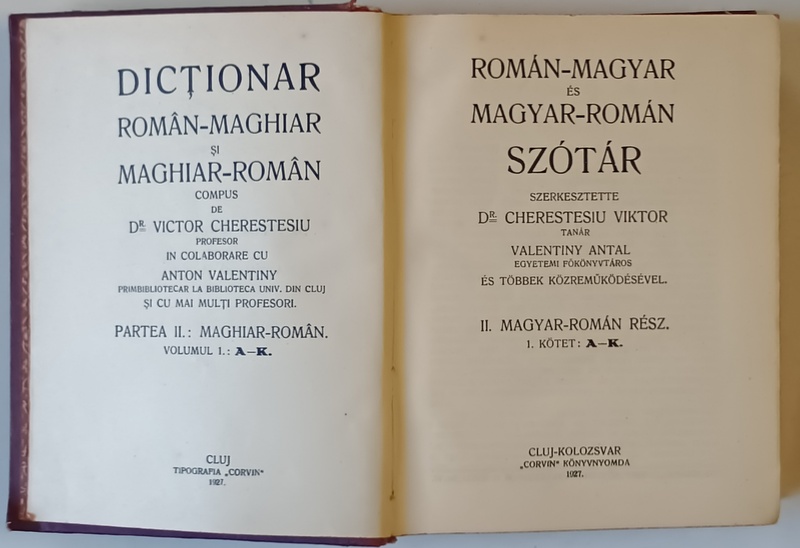 DICȚIONAR
ROMÂN-MAGHIAR
ȘI
MAGHIAR-ROMÂN
COMPUS
DE
DR. VICTOR CHERESTESIU
PROFESOR
IN COLABORARE CU
ANTON VALENTINY
PRIMBIBLIOTECAR LA BIBLIOTECA UNIV. DIN CLUJ
ȘI CU MAI MULȚI PROFESORI.
PARTEA II.: MAGHIAR-ROMÂN.
VOLUMUL 1.: A—K.
CLUJ
TIPOGRAFIA „CORVIN"
1927.
ROMÁN-MAGYAR
ÉS
MAGYAR-ROMÁN
SZÓTÁR
SZERKESZTETTE
DR. CHERESTESIU VIKTOR
TANÁR
VALENTINY ANTAL
EGYETEMI FŐKÖNYVTÁROS
ÉS TÖBBEK KÖZREMŰKÖDÉSÉVEL.
II. MAGYAR-ROMÁN RÉSZ.
1. KÖTET: A—K.
CLUJ-KOLOZSVAR
„CORVIN" KÖNYVNYOMDA
1927.